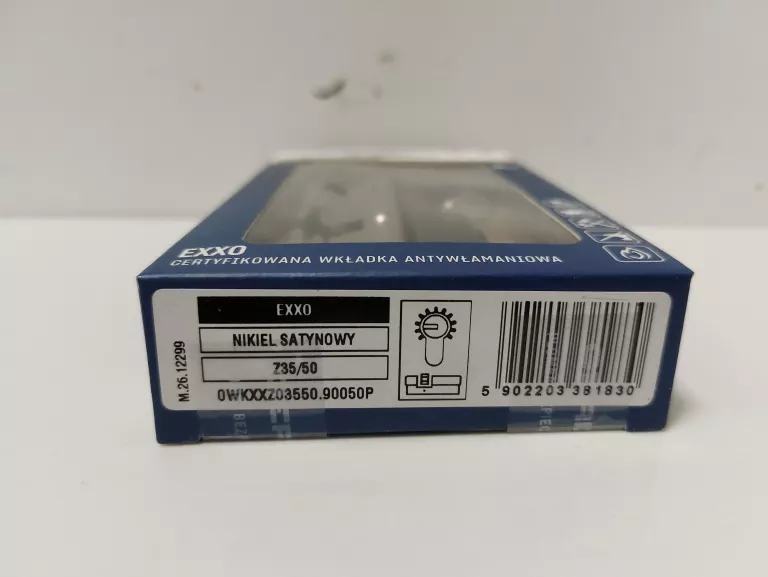 EXXO
CERTYFIKOWANA WKŁADKA ANTYWŁAMANIOWA
M.26.12299
EXXO
NIKIEL SATYNOWY
Z35/50
0WKXXZ03550.90050P
5 902203 381830